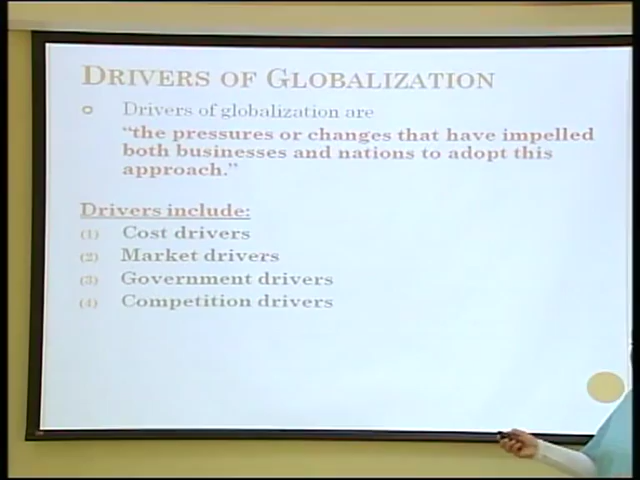 DRIVERS OF GLOBALIZATION
Drivers of globalization are
“the pressures or changes that have impelled
both businesses and nations to adopt this
approach.”
Drivers include:
(1) Cost drivers
(2) Market drivers
(3) Government drivers
(4) Competition drivers